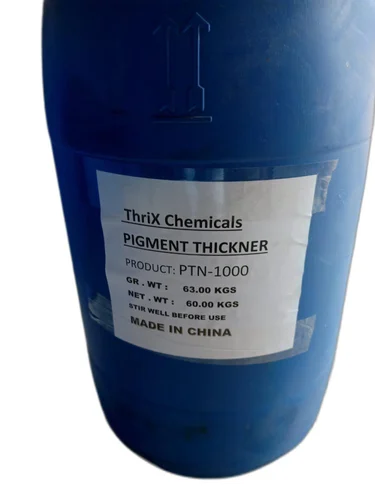 ThriX Chemicals
PIGMENT THICKNER
PRODUCT: PTN-1000
GR . WT : 63.00 KGS
NET . WT : 60.00 KGS
STIR WELL BEFORE USE
MADE IN CHINA